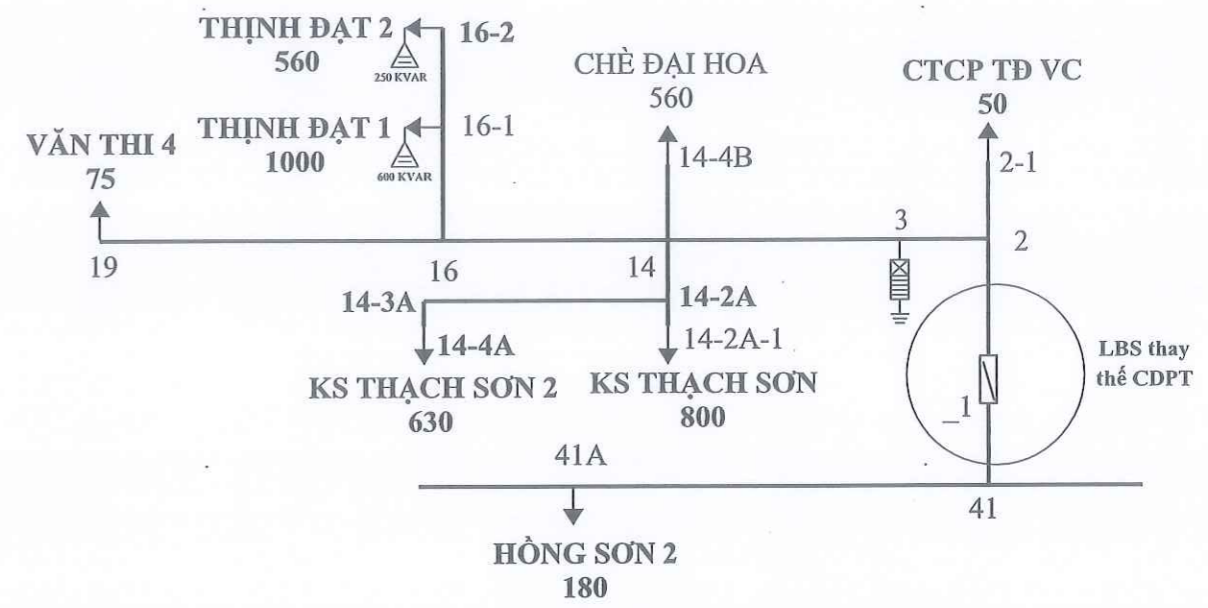 THỊNH ĐẠT 2
560
250 KVAR
16-2
CHÈ ĐẠI HOA
560
CTCP TĐ VC
50
THỊNH ĐẠT 1
1000
600 KVAR
16-1
VĂN THI 4
75
14-4B
2-1
3
2
19
16
14
14-3A
14-2A
14-4A
14-2A-1
KS THẠCH SƠN 2
630
KS THẠCH SƠN
800
LBS thay
thế CDPT
_1
41A
41
HỒNG SƠN 2
180